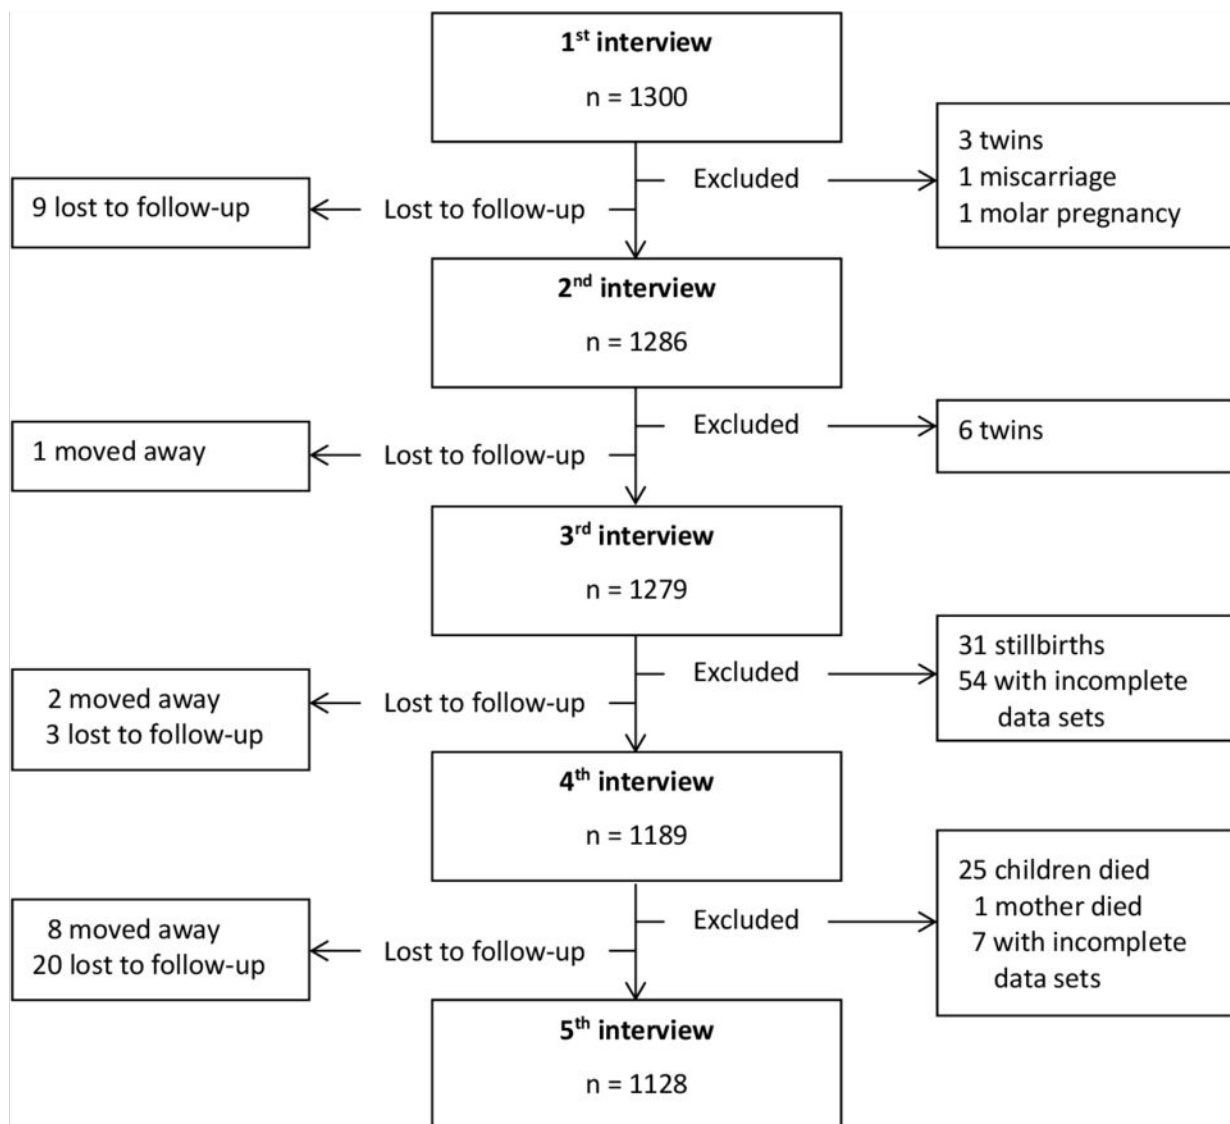 1st interview
n = 1300
Excluded
3 twins
1 miscarriage
1 molar pregnancy
9 lost to follow-up
Lost to follow-up
2nd interview
n = 1286
Excluded
6 twins
1 moved away
Lost to follow-up
3rd interview
n = 1279
Excluded
31 stillbirths
54 with incomplete
data sets
2 moved away
3 lost to follow-up
Lost to follow-up
4th interview
n = 1189
Excluded
25 children died
1 mother died
7 with incomplete
data sets
8 moved away
20 lost to follow-up
Lost to follow-up
5th interview
n = 1128